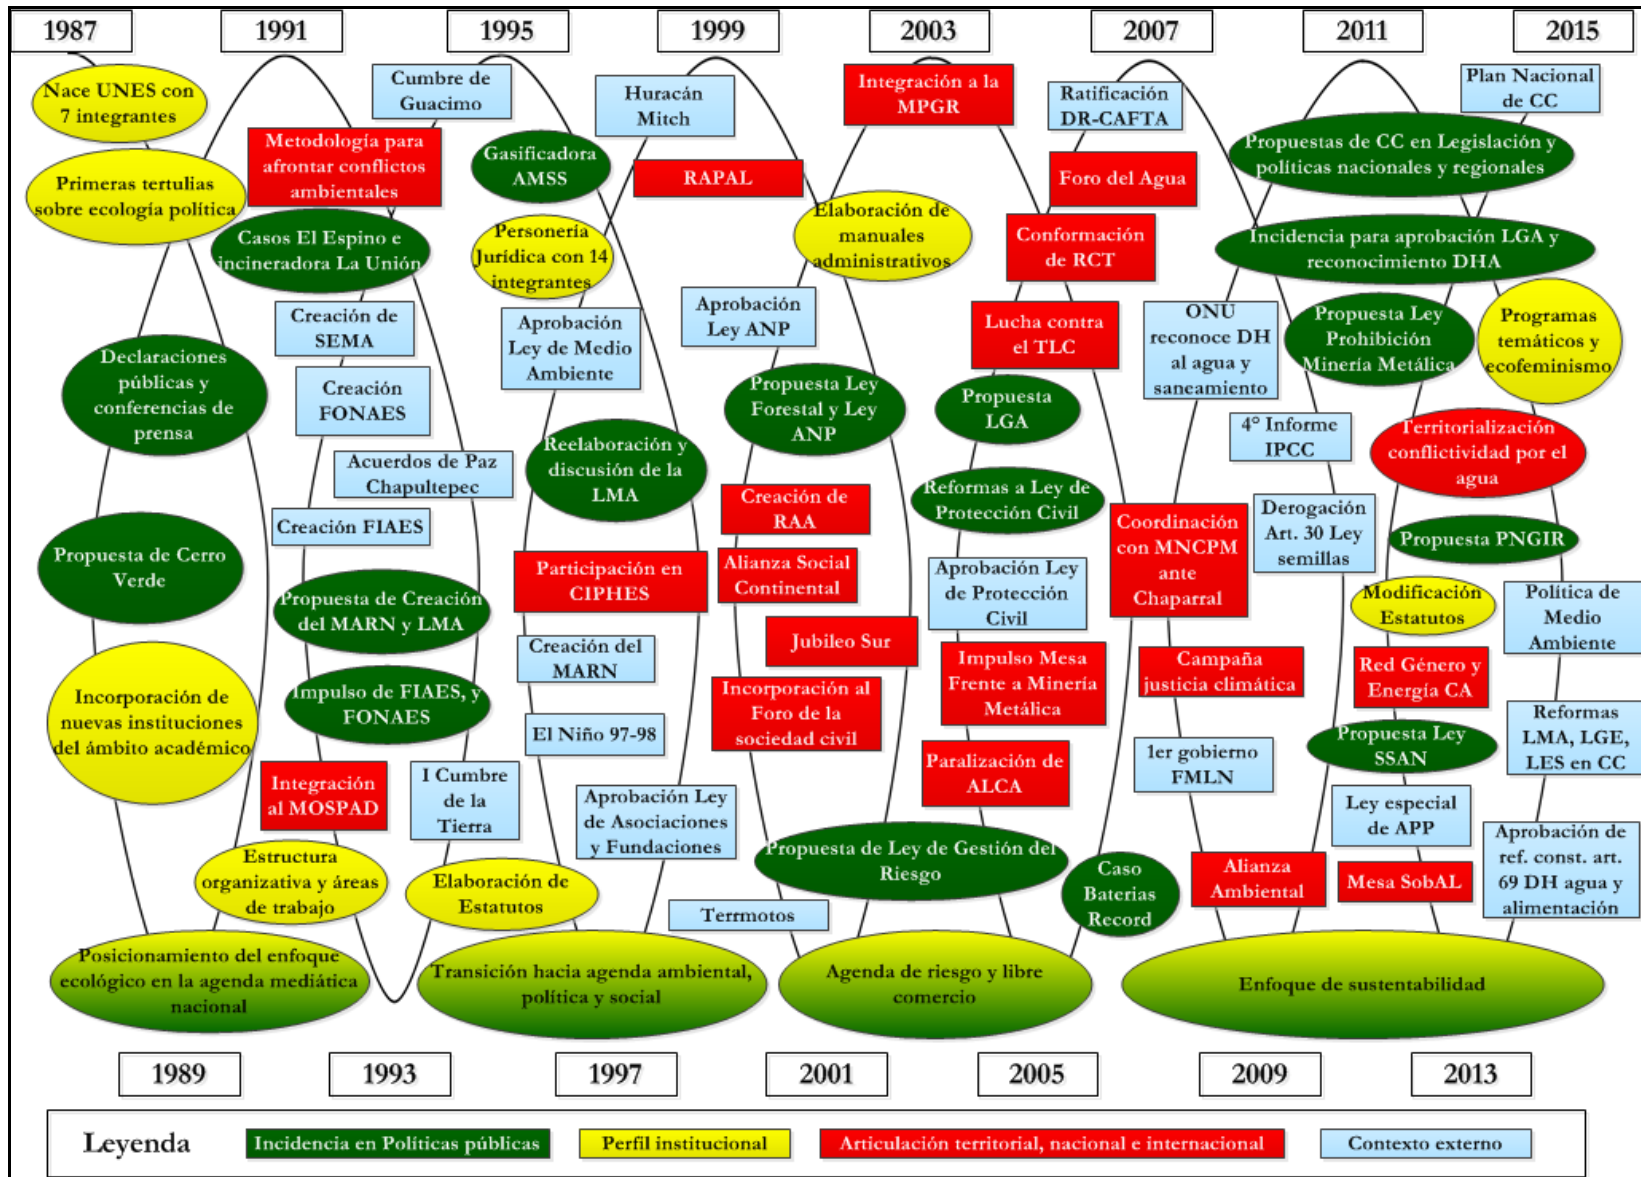 1987
1991
1995
1999
2003
2007
2011
2015
Nace UNES con
7 integrantes
Primeras tertulias
sobre ecología política
Declaraciones
públicas y
conferencias de
prensa
Propuesta de Cerro
Verde
Incorporación de
nuevas instituciones
del ámbito académico
Posicionamiento del enfoque
ecológico en la agenda mediática
nacional
Metodología para
afrontar conflictos
ambientales
Casos El Espino e
incineradora La Unión
Creación de
SEMA
Creación
FONAES
Acuerdos de Paz
Chapultepec
Creación FIAES
Propuesta de Creación
del MARN y LMA
Impulso de FIAES, y
FONAES
Integración
al MOSPAD
Estructura
organizativa y áreas
de trabajo
Cumbre de
Guacimo
I Cumbre
de la
Tierra
Elaboración de
Estatutos
Gasificadora
AMSS
Personería
Jurídica con 14
integrantes
Aprobación
Ley de Medio
Ambiente
Reelaboración y
discusión de la
LMA
Participación en
CIPHES
Creación del
MARN
El Niño 97-98
Aprobación Ley
de Asociaciones
y Fundaciones
Transición hacia agenda ambiental,
política y social
Huracán
Mitch
RAPAL
Aprobación
Ley ANP
Propuesta Ley
Forestal y Ley
ANP
Creación de
RAA
Alianza Social
Continental
Jubileo Sur
Incorporación al
Foro de la
sociedad civil
Propuesta de Ley de Gestión del
Riesgo
Terrmotos
Integración a la
MPGR
Elaboración de
manuales
administrativos
Agenda de riesgo y libre
comercio
Conformación
de RCT
Lucha contra
el TLC
Propuesta
LGA
Reformas a Ley de
Protección Civil
Aprobación Ley
de Protección
Civil
Impulso Mesa
Frente a Minería
Metálica
Paralización de
ALCA
Caso
Baterias
Record
Ratificación
DR-CAFTA
Foro del Agua
ONU
reconoce DH
al agua y
saneamiento
Coordinación
con MNCPM
ante
Chaparral
Campaña
justicia climática
1er gobierno
FMLN
Alianza
Ambiental
Enfoque de sustentabilidad
Propuestas de CC en Legislación y
políticas nacionales y regionales
Incidencia para aprobación LGA y
reconocimiento DHA
Propuesta Ley
Prohibición
Minería Metálica
4° Informe
IPCC
Derogación
Art. 30 Ley
semillas
Territorialización
conflictividad por el
agua
Propuesta PNGIR
Modificación
Estatutos
Red Género y
Energía CA
Propuesta Ley
SSAN
Ley especial
de APP
Mesa SobAL
Plan Nacional
de CC
Programas
temáticos y
ecofeminismo
Política de
Medio
Ambiente
Reformas
LMA, LGE,
LES en CC
Aprobación de
ref. const. art.
69 DH agua y
alimentación
1989
1993
1997
2001
2005
2009
2013
Leyenda
Incidencia en Políticas públicas
Perfil institucional
Articulación territorial, nacional e internacional
Contexto externo